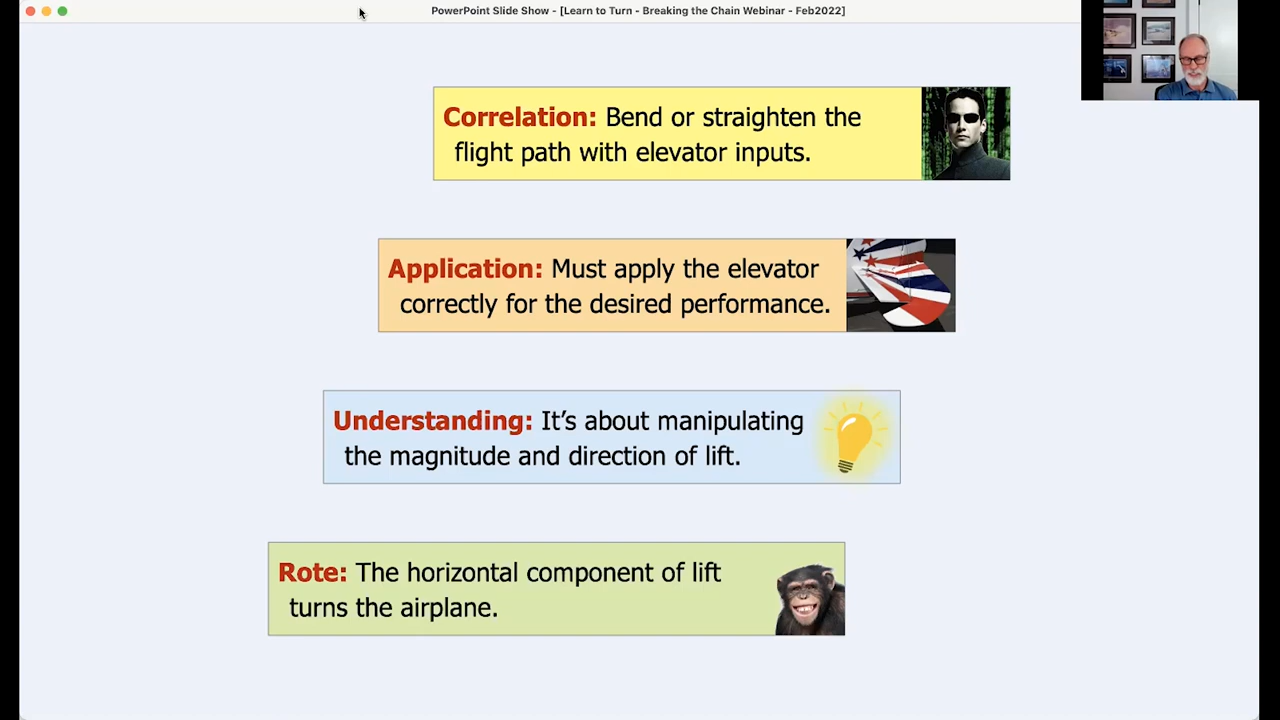 PowerPoint Slide Show - [Learn to Turn - Breaking the Chain Webinar - Feb2022]
Correlation: Bend or straighten the
flight path with elevator inputs.
Application: Must apply the elevator
correctly for the desired performance.
Understanding: It’s about manipulating
the magnitude and direction of lift.
Rote: The horizontal component of lift
turns the airplane.